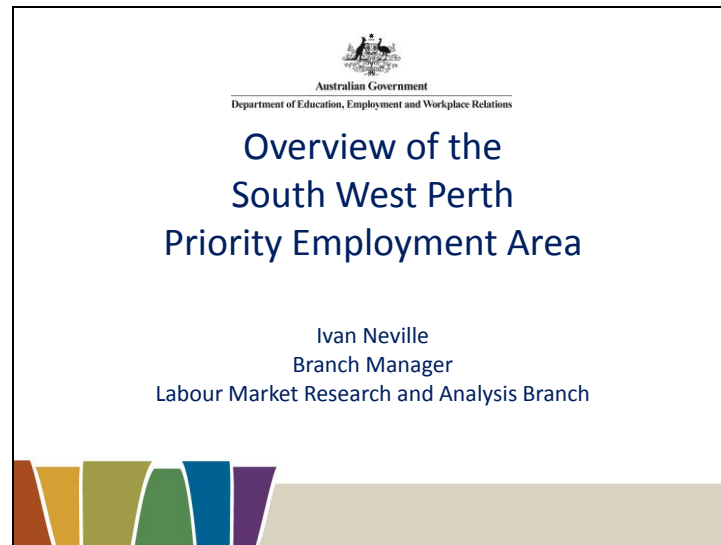 Australian Government
Department of Education, Employment and Workplace Relations
Overview of the
South West Perth
Priority Employment Area
Ivan Neville
Branch Manager
Labour Market Research and Analysis Branch